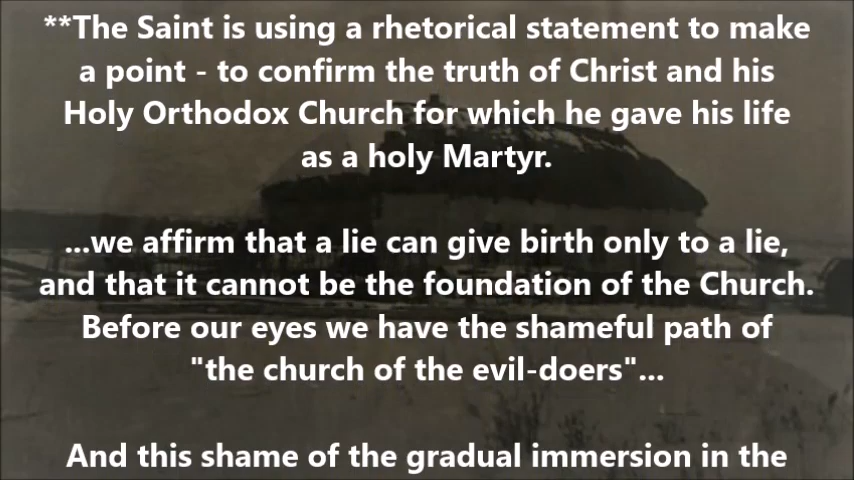 **The Saint is using a rhetorical statement to make
a point - to confirm the truth of Christ and his
Holy Orthodox Church for which he gave his life
as a holy Martyr.
...we affirm that a lie can give birth only to a lie,
and that it cannot be the foundation of the Church.
Before our eyes we have the shameful path of
"the church of the evil-doers"...
And this shame of the gradual immersion in the